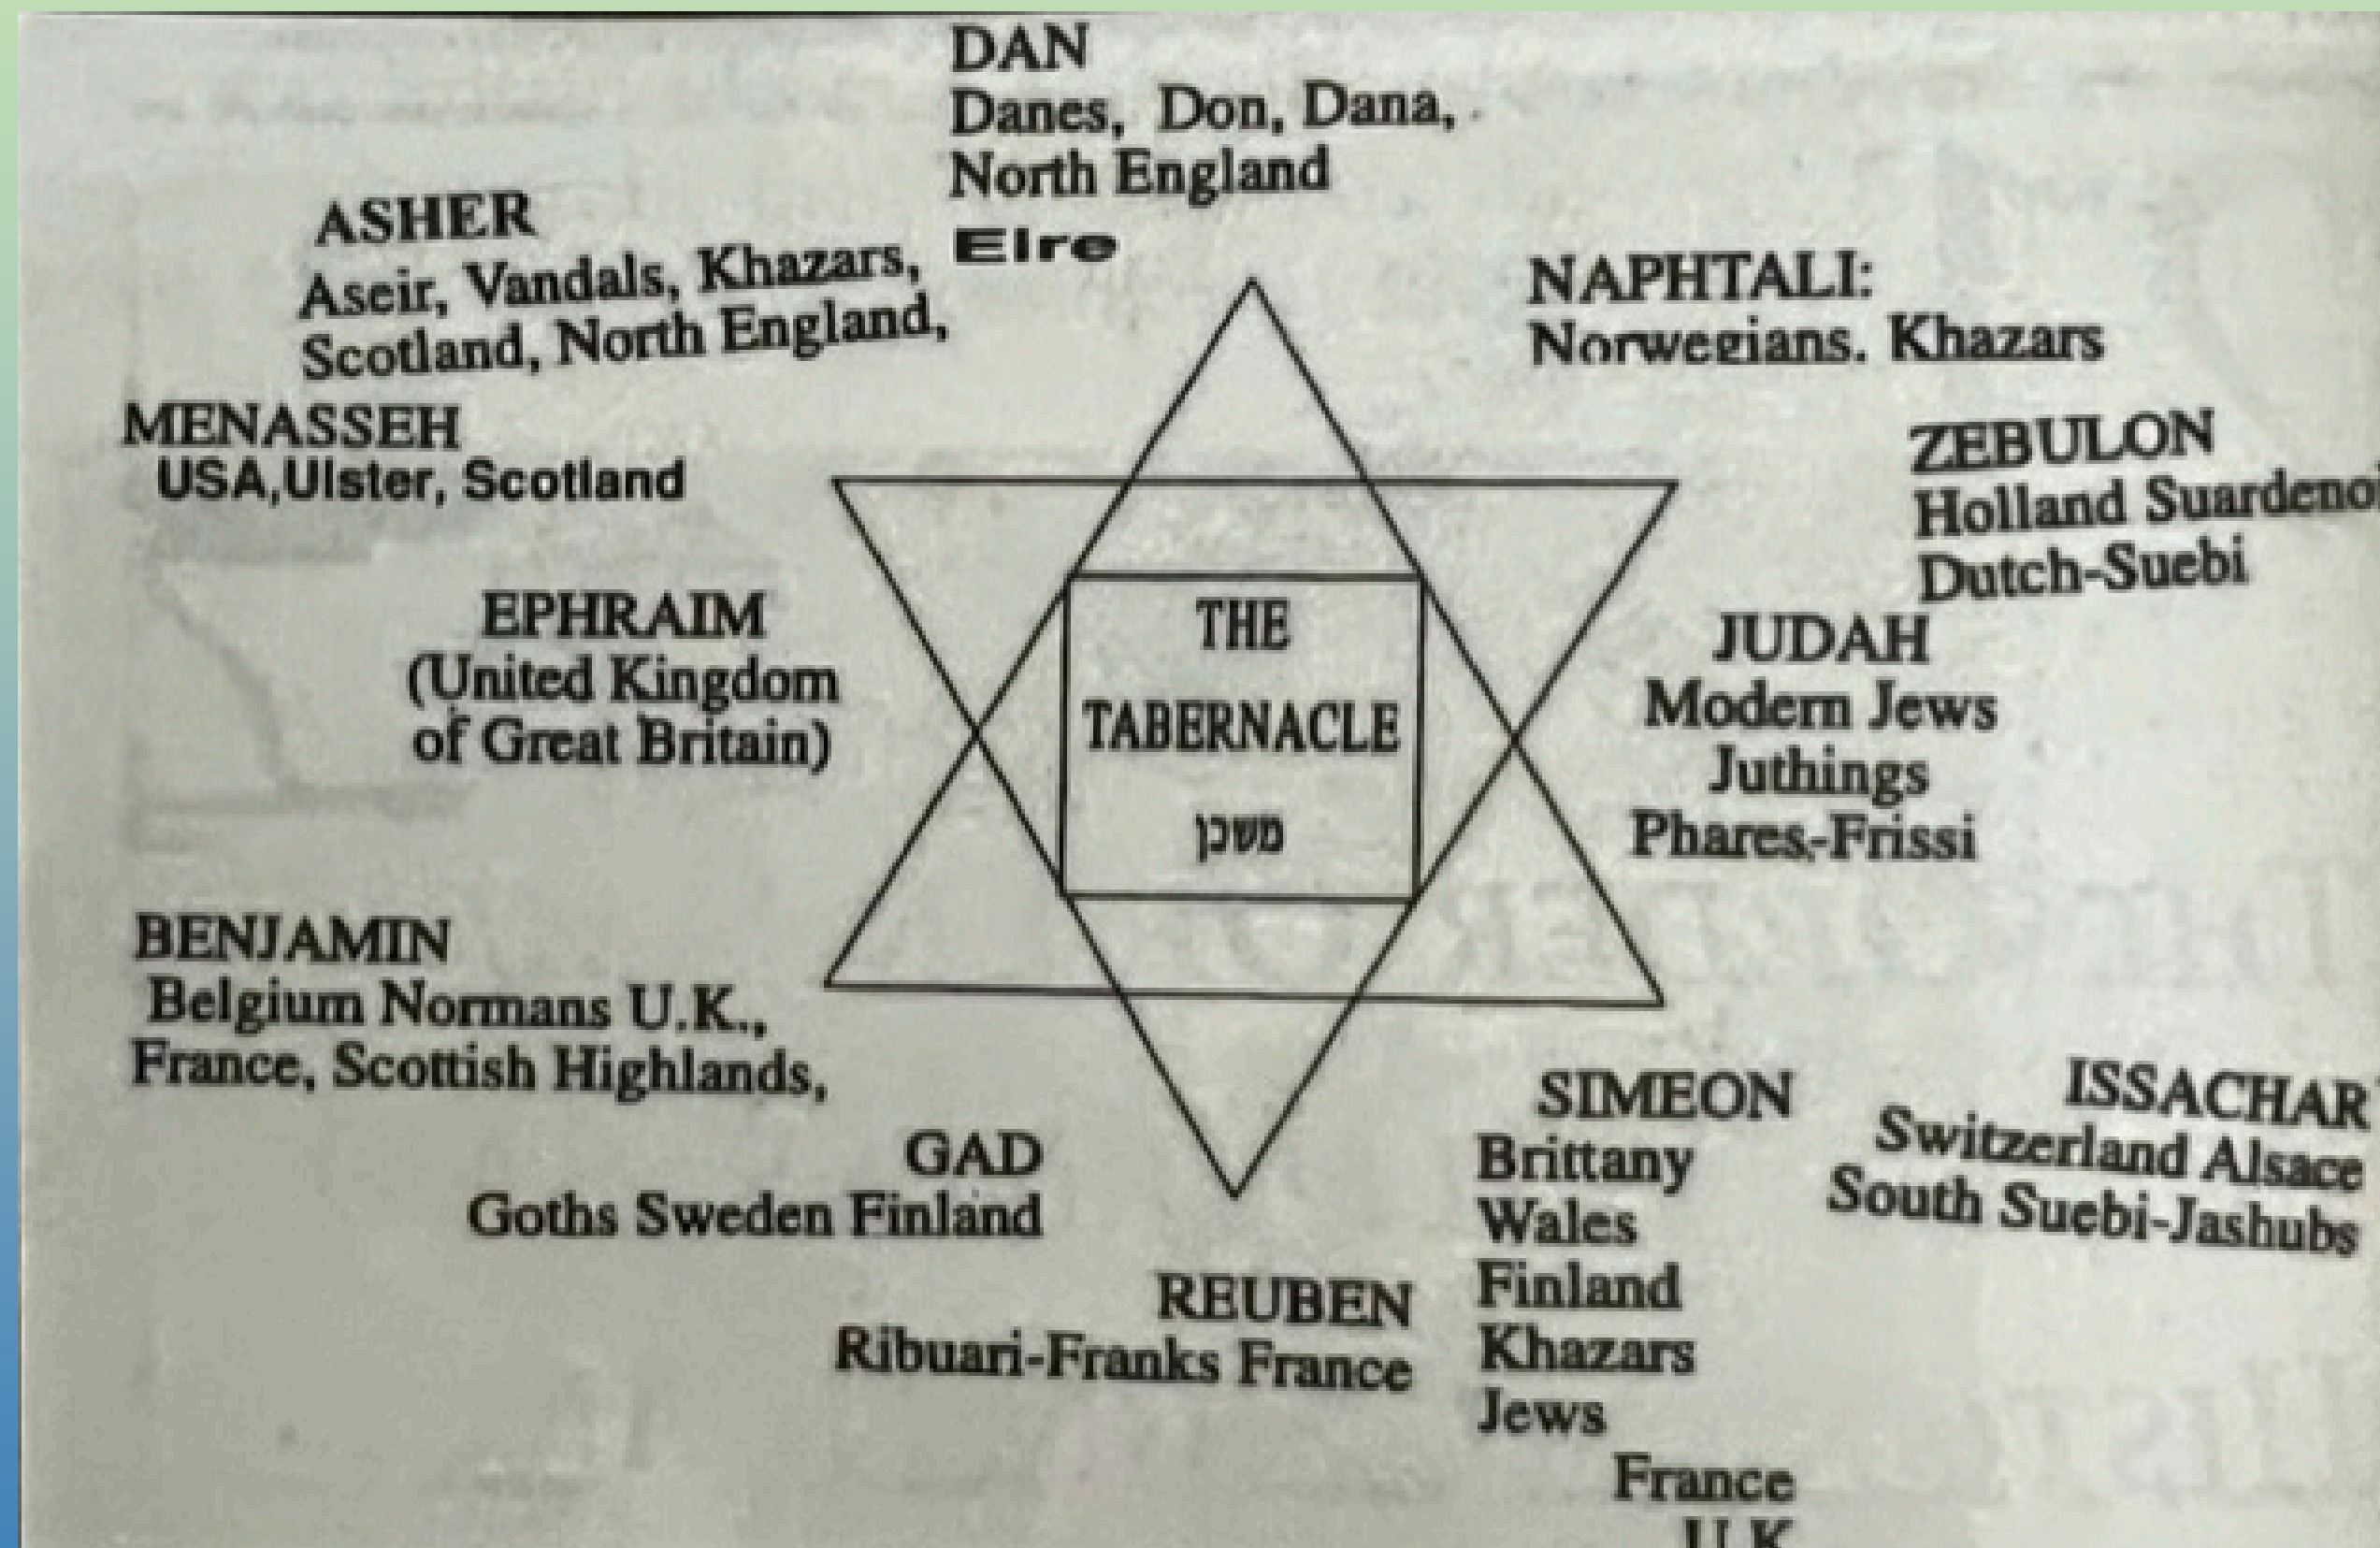 DAN
Danes, Don, Dana,
North England
Eire
ASHER
Aseir, Vandals, Khazars,
Scotland, North England,
NAPHTALI:
Norwegians. Khazars
MENASSEH
USA,Ulster, Scotland
ZEBULON
Holland
Dutch-Suebi
EPHRAIM
(United Kingdom
of Great Britain)
THE
TABERNACLE
משכן
JUDAH
Modern Jews
Juthings
Phares,-Frissi
BENJAMIN
Belgium Normans U.K.,
France, Scottish Highlands,
GAD
Goths Sweden Finland
REUBEN
Ribuari-Franks France
SIMEON
Brittany
Wales
Finland
Khazars
Jews
France
U.K
ISSACHAR
Switzerland Alsace
South Suebi-Jashubs